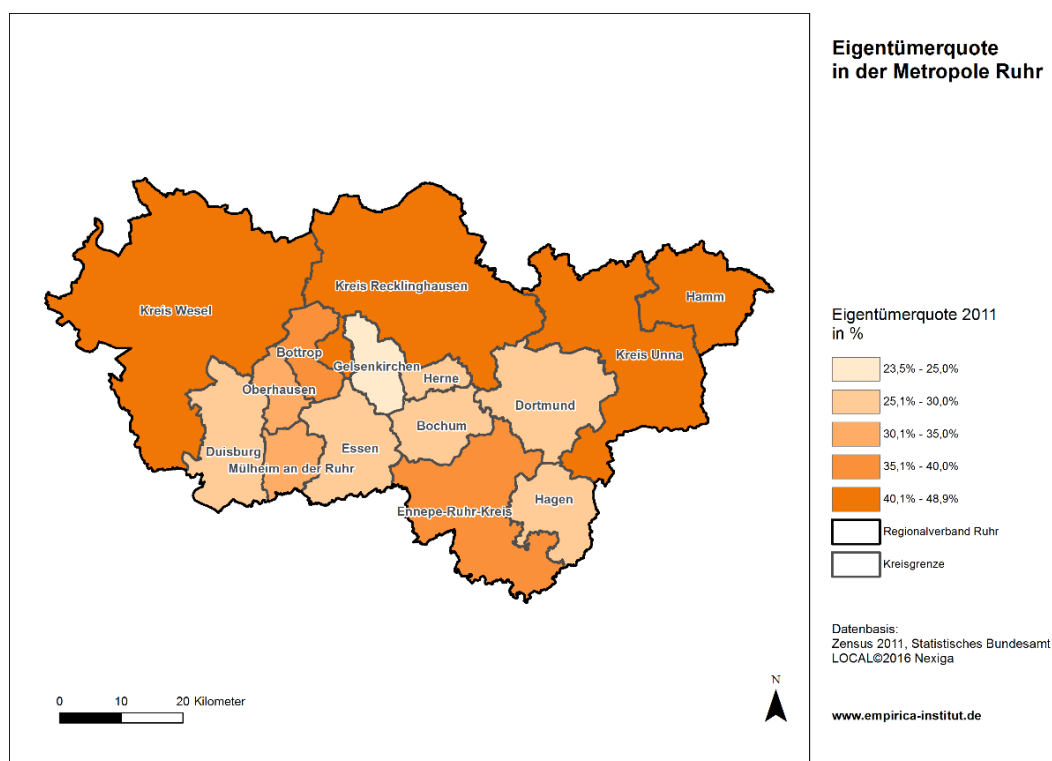 Eigentümerquote
in der Metropole Ruhr
Kreis Recklinghausen
Hamm
Kreis Wesel
Kreis Unna
Bottrop
Gelsenkirchen
Herne
Oberhausen
Dortmund
Bochum
Duisburg
Essen
Mülheim an der Ruhr
Hagen
Ennepe-Ruhr-Kreis
Eigentümerquote 2011
in %
23,5% - 25,0%
25,1% - 30,0%
30,1% - 35,0%
35,1% - 40,0%
40,1% - 48,9%
Regionalverband Ruhr
Kreisgrenze
Datenbasis:
Zensus 2011, Statistisches Bundesamt
LOCAL©2016 Nexiga
www.empirica-institut.de
0 10 20 Kilometer
N